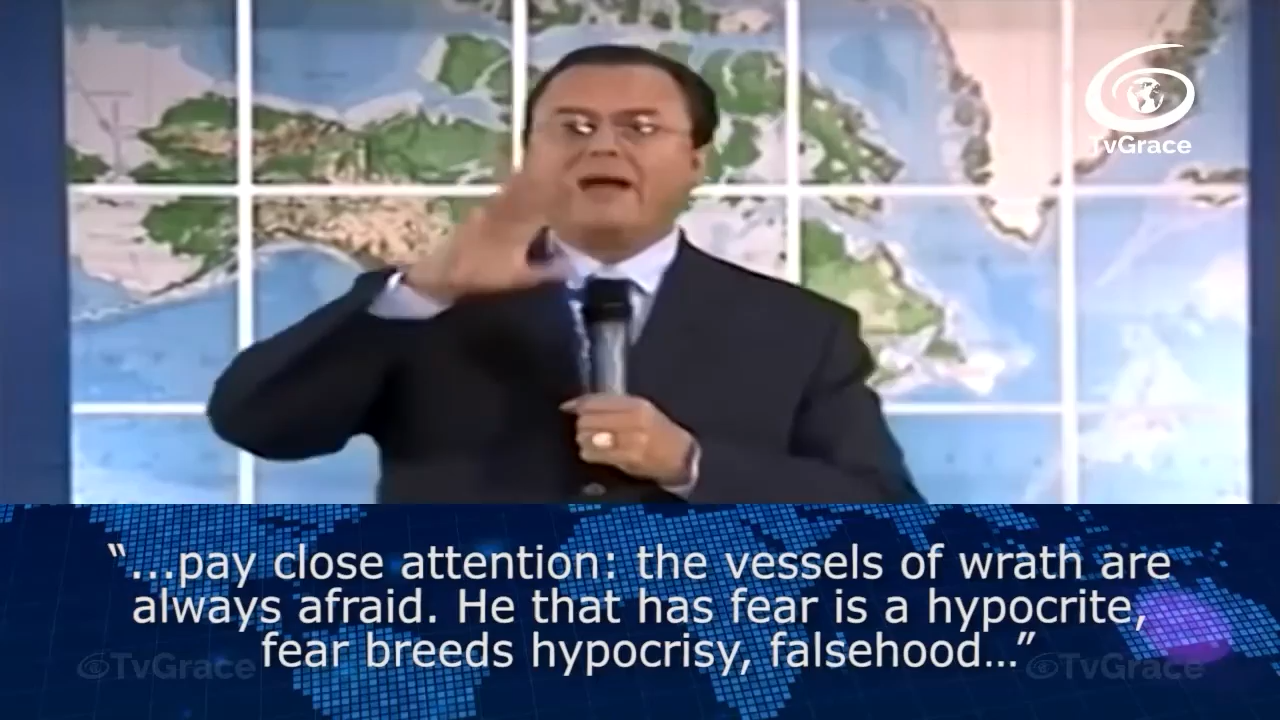 TvGrace
“...pay close attention: the vessels of wrath are
always afraid. He that has fear is a hypocrite,
fear breeds hypocrisy, falsehood...”
TvGrace
TvGrace